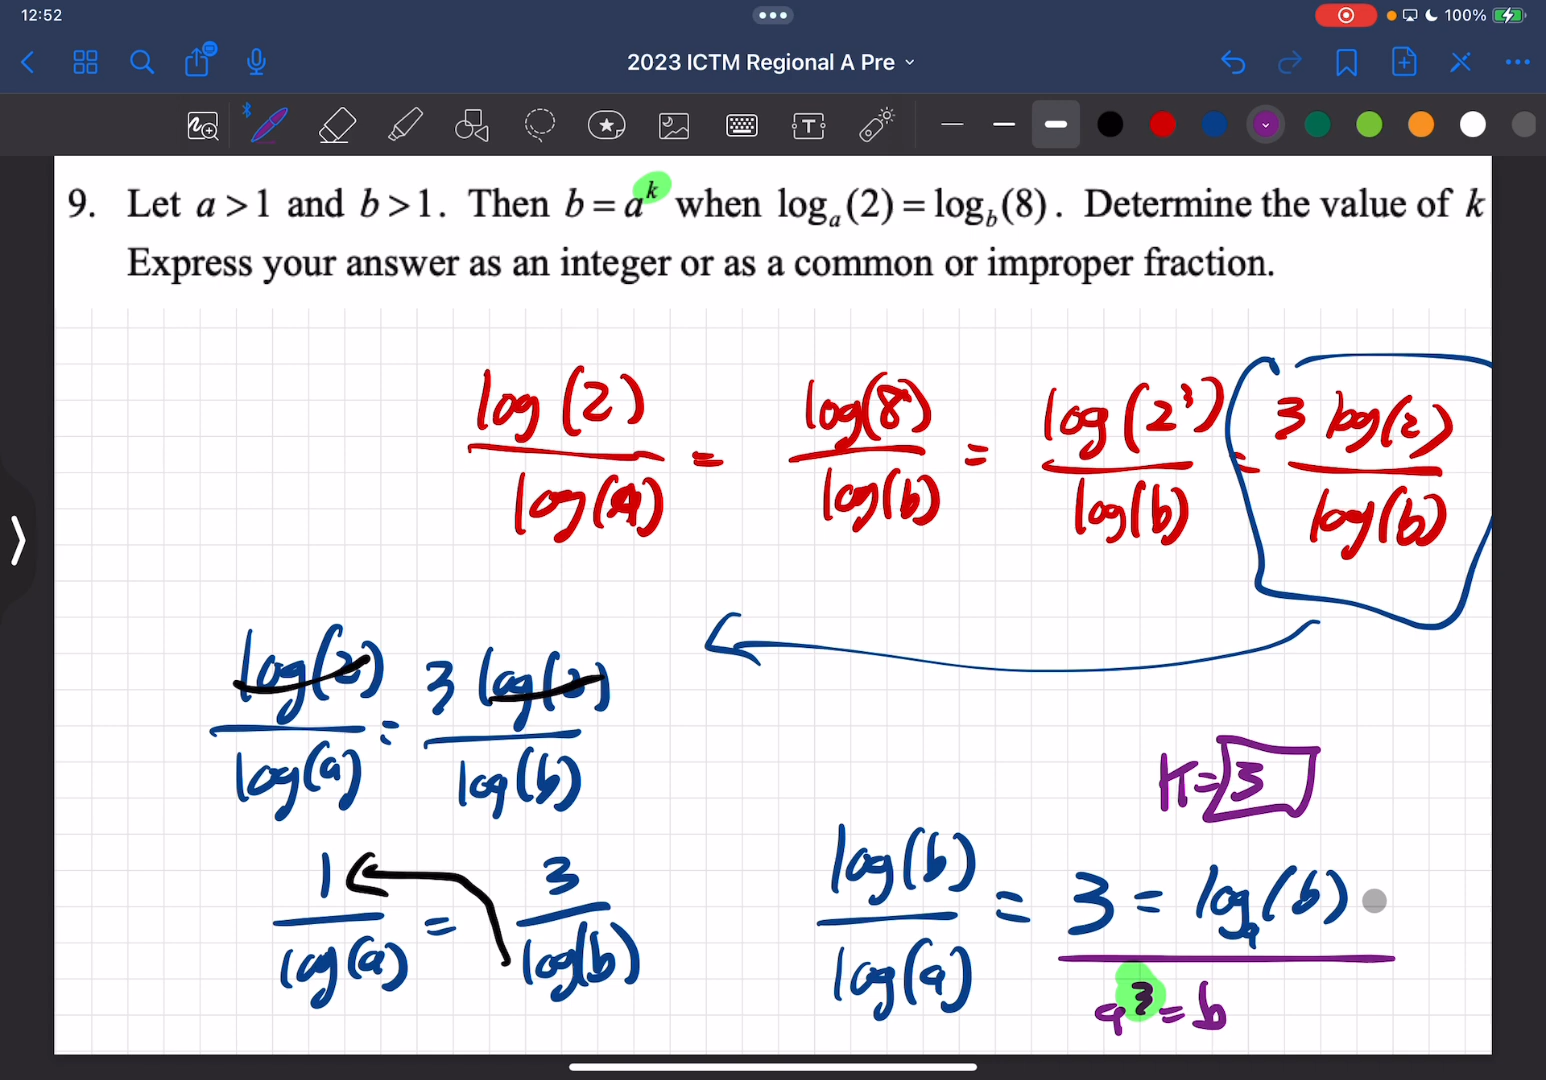 12:52
100%
2023 ICTM Regional A Pre
9. Let a > 1 and b > 1. Then b = a^k when log_a(2) = log_b(8). Determine the value of k
Express your answer as an integer or as a common or improper fraction.
log(2)/log(a) = log(8)/log(b) = log(2^3)/log(b) = 3 log(2)/log(b)
log(2)/log(a) = 3 log(2)/log(b)
K = 3
1/log(a) = 3/log(b)
log(b)/log(a) = 3 = log_a(b)
a^3 = b